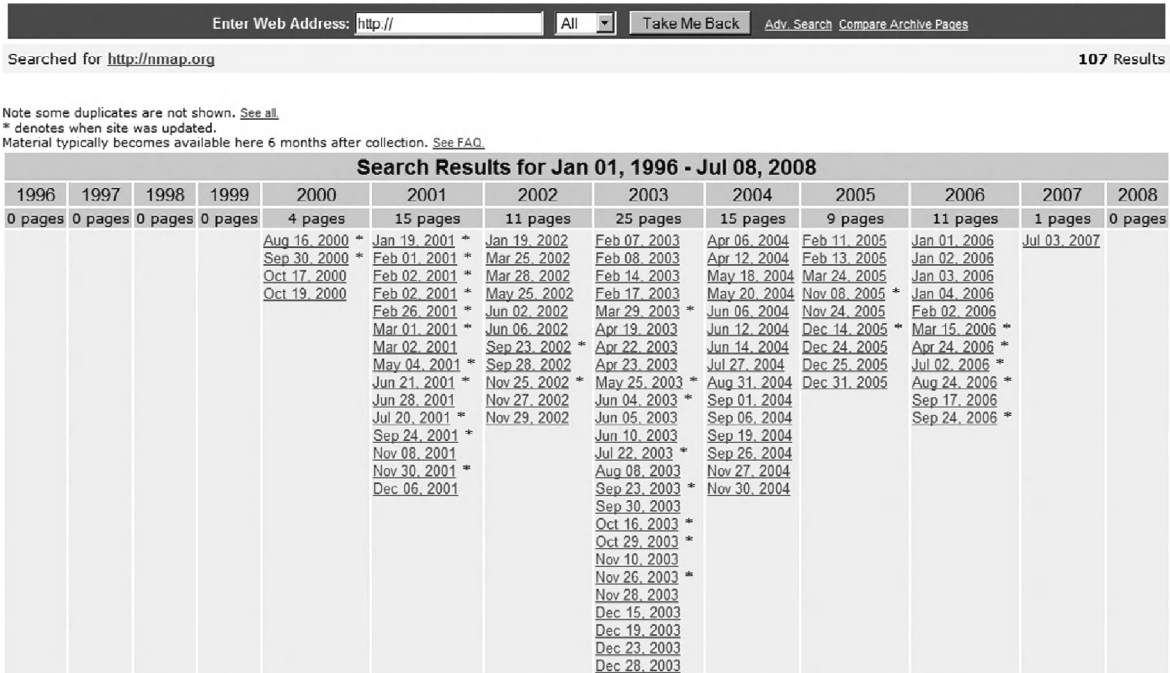 Enter Web Address: http:// All Take Me Back Adv. Search Compare Archive Pages
Searched for http://nmap.org 107 Results
Note some duplicates are not shown. See all.
* denotes when site was updated.
Material typically becomes available here 6 months after collection. See FAQ.
Search Results for Jan 01, 1996 - Jul 08, 2008
1996 1997 1998 1999 2000 2001 2002 2003 2004 2005 2006 2007 2008
0 pages 0 pages 0 pages 0 pages 4 pages 15 pages 11 pages 25 pages 15 pages 9 pages 11 pages 1 pages 0 pages
Aug 16, 2000 * Jan 19, 2001 * Jan 19, 2002 Feb 07, 2003 Apr 06, 2004 Feb 11, 2005 Jan 01, 2006 Jul 03, 2007
Sep 30, 2000 * Feb 01, 2001 * Mar 25, 2002 Feb 08, 2003 Apr 12, 2004 Feb 13, 2005 Jan 02, 2006
Oct 17, 2000 Feb 02, 2001 * Mar 28, 2002 Feb 14, 2003 May 18, 2004 Mar 24, 2005 Jan 03, 2006
Oct 19, 2000 Feb 02, 2001 * May 25, 2002 Feb 17, 2003 May 20, 2004 Nov 08, 2005 * Jan 04, 2006
Feb 26, 2001 * Jun 02, 2002 Mar 29, 2003 * Jun 06, 2004 Nov 24, 2005 Feb 02, 2006
Mar 01, 2001 * Jun 06, 2002 Apr 19, 2003 Jun 12, 2004 Dec 14, 2005 * Mar 15, 2006 *
Mar 02, 2001 Sep 23, 2002 * Apr 22, 2003 Jun 14, 2004 Dec 24, 2005 Apr 24, 2006 *
May 04, 2001 * Sep 28, 2002 Apr 23, 2003 Jul 27, 2004 Dec 25, 2005 Jul 02, 2006 *
Jun 21, 2001 * Nov 25, 2002 * May 25, 2003 * Aug 31, 2004 Dec 31, 2005 Aug 24, 2006 *
Jun 28, 2001 Nov 27, 2002 Jun 04, 2003 * Sep 01, 2004 Sep 17, 2006
Jul 20, 2001 * Nov 29, 2002 Jun 05, 2003 Sep 06, 2004 Sep 24, 2006 *
Sep 24, 2001 * Jun 10, 2003 Sep 19, 2004
Nov 08, 2001 Jul 22, 2003 * Sep 26, 2004
Nov 30, 2001 * Aug 08, 2003 Nov 27, 2004
Dec 06, 2001 Sep 23, 2003 * Nov 30, 2004
Sep 30, 2003
Oct 16, 2003 *
Oct 29, 2003 *
Nov 10, 2003
Nov 26, 2003 *
Nov 28, 2003
Dec 15, 2003
Dec 19, 2003
Dec 23, 2003
Dec 28, 2003